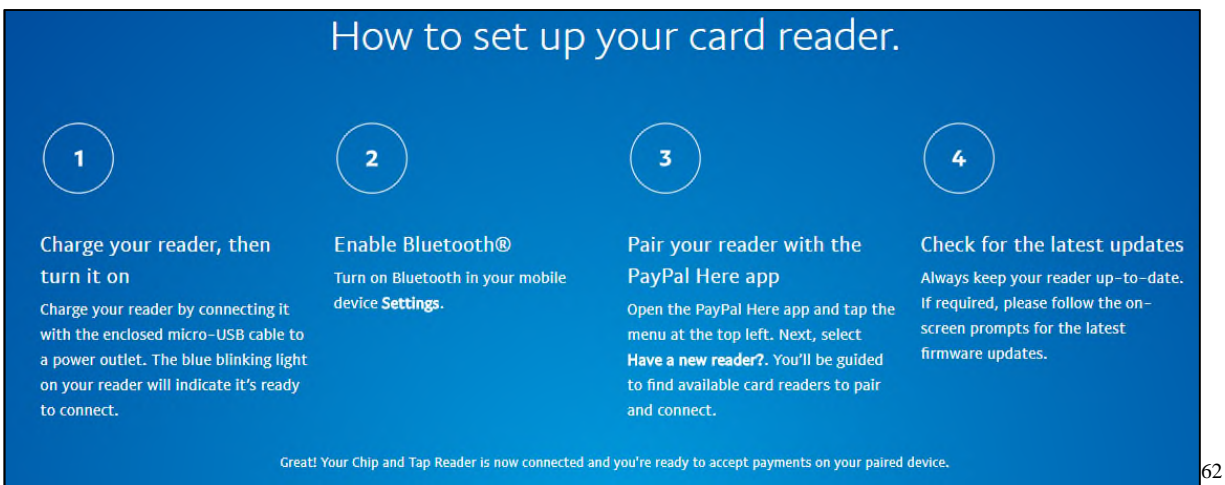 How to set up your card reader.
1
Charge your reader, then
turn it on
Charge your reader by connecting it
with the enclosed micro-USB cable to
a power outlet. The blue blinking light
on your reader will indicate it's ready
to connect.
2
Enable Bluetooth®
Turn on Bluetooth in your mobile
device Settings.
3
Pair your reader with the
PayPal Here app
Open the PayPal Here app and tap the
menu at the top left. Next, select
Have a new reader?. You'll be guided
to find available card readers to pair
and connect.
4
Check for the latest updates
Always keep your reader up-to-date.
If required, please follow the on-
screen prompts for the latest
firmware updates.
Great! Your Chip and Tap Reader is now connected and you're ready to accept payments on your paired device.
62